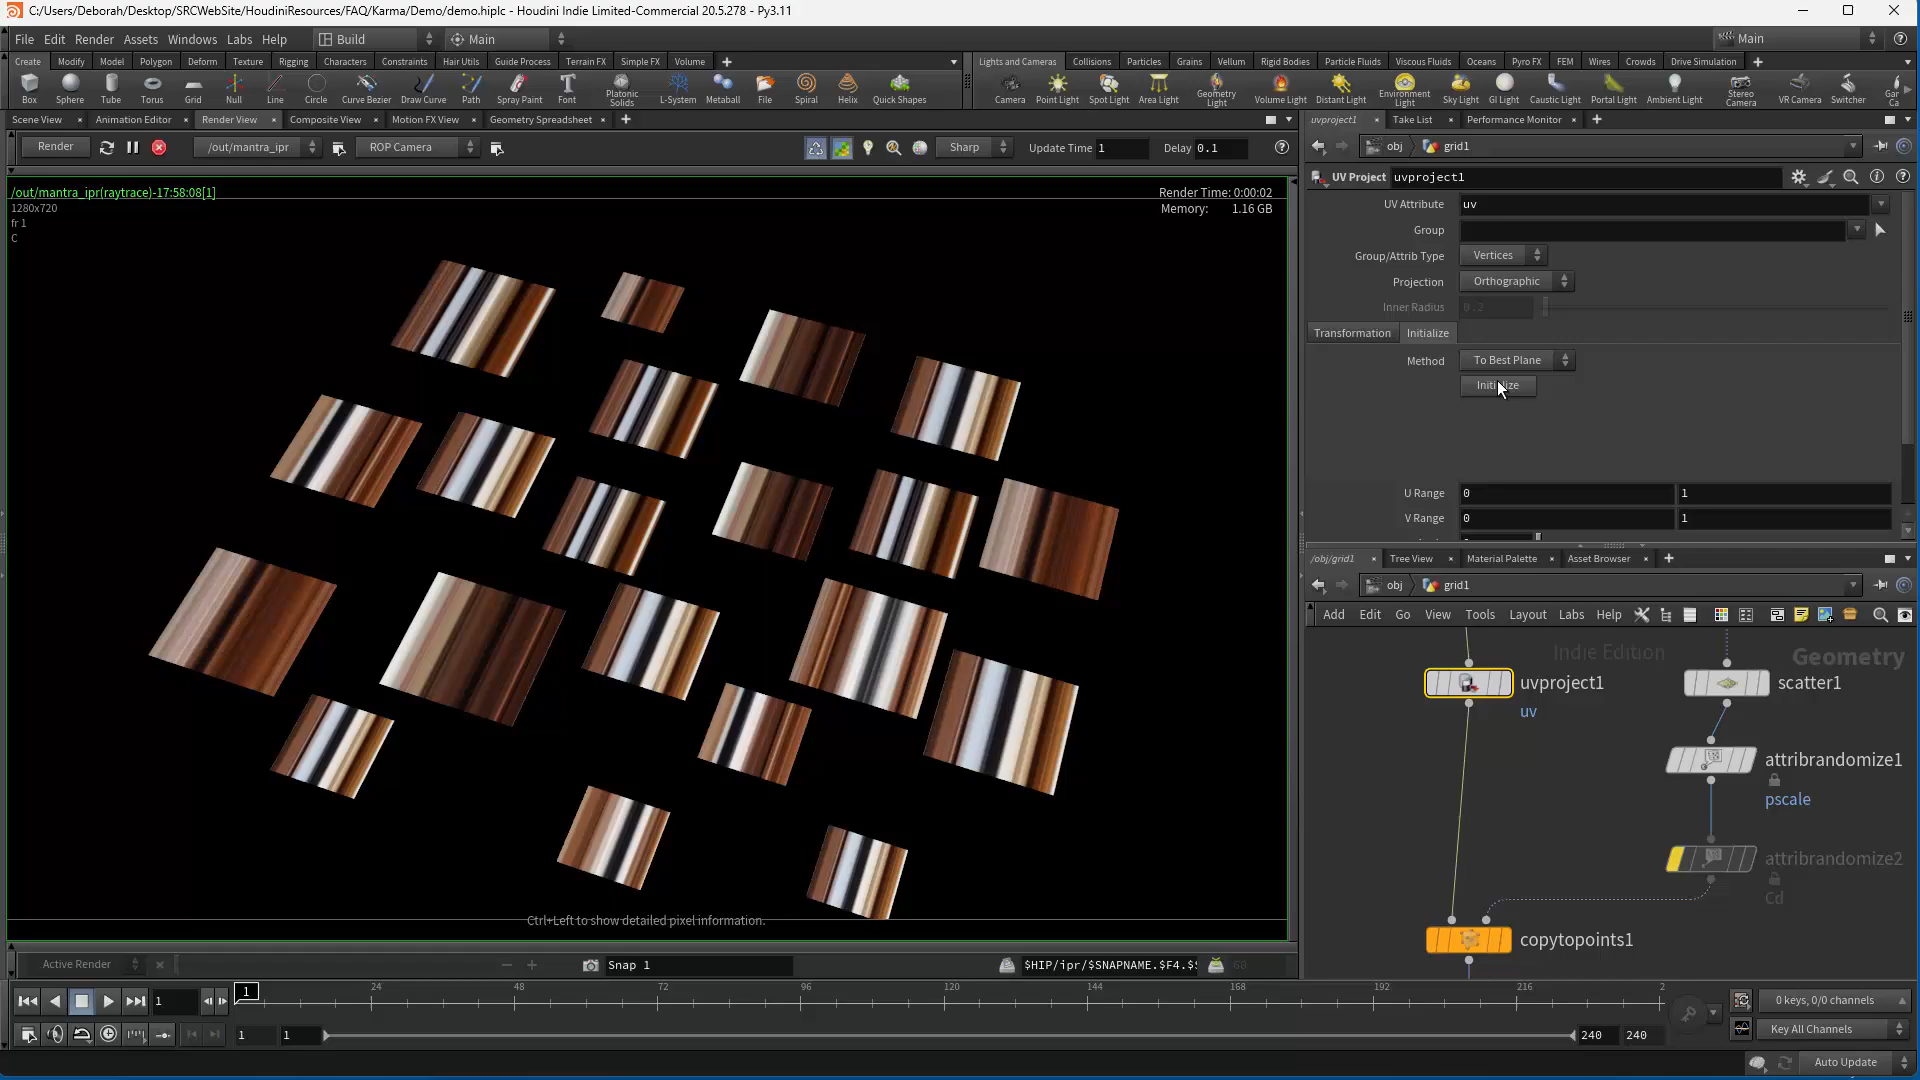 C:/Users/Deborah/Desktop/SRCWebSite/HoudiniResources/FAQ/Karma/Demo/demo.hiplc - Houdini Indie Limited-Commercial 20.5.278 - Py3.11
File Edit Render Assets Windows Labs Help Build Main Main
Create Modify Model Polygon Deform Texture Rigging Characters Constraints Hair Utils Guide Process Terrain FX Simple FX Volume
Lights and Cameras Collisions Particles Grains Vellum Rigid Bodies Particle Fluids Viscous Fluids Oceans Pyro FX FEM Wires Crowds Drive Simulation
Box Sphere Tube Torus Grid Null Line Circle Curve Bezier Draw Curve Path Spray Paint Font Platonic Solids L-System Metaball File Spiral Helix Quick Shapes
Camera Point Light Spot Light Area Light Geometry Light Volume Light Distant Light Environment Light Sky Light GI Light Caustic Light Portal Light Ambient Light Stereo Camera VR Camera Switcher Gar Ca
Scene View Animation Editor Render View Composite View Motion FX View Geometry Spreadsheet
uvproject1 Take List Performance Monitor
Render /out/mantra_ipr ROP Camera Sharp Update Time 1 Delay 0.1
obj grid1
/out/mantra_ipr(raytrace)-17:58:08[1]
1280x720
fr 1
C
Render Time: 0:00:02
Memory: 1.16 GB
UV Project uvproject1
UV Attribute uv
Group
Group/Attrib Type Vertices
Projection Orthographic
Inner Radius 0.2
Transformation Initialize
Method To Best Plane
Initialize
U Range 0 1
V Range 0 1
/obj/grid1 Tree View Material Palette Asset Browser
obj grid1
Add Edit Go View Tools Layout Labs Help
Indie Edition Geometry
uvproject1
uv
scatter1
attribrandomize1
pscale
attribrandomize2
Cd
copytopoints1
Ctrl+Left to show detailed pixel information.
Active Render Snap 1 $HIP/ipr/$SNAPNAME.$F4.$
1 1 24 48 72 96 120 144 168 192 216 2
0 keys, 0/0 channels
1 1 240 240 Key All Channels
Auto Update